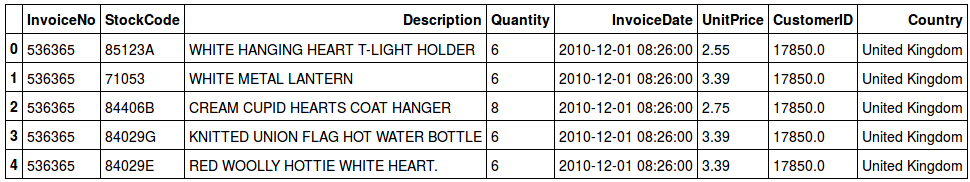 InvoiceNo StockCode Description Quantity InvoiceDate UnitPrice CustomerID Country
0 536365 85123A WHITE HANGING HEART T-LIGHT HOLDER 6 2010-12-01 08:26:00 2.55 17850.0 United Kingdom
1 536365 71053 WHITE METAL LANTERN 6 2010-12-01 08:26:00 3.39 17850.0 United Kingdom
2 536365 84406B CREAM CUPID HEARTS COAT HANGER 8 2010-12-01 08:26:00 2.75 17850.0 United Kingdom
3 536365 84029G KNITTED UNION FLAG HOT WATER BOTTLE 6 2010-12-01 08:26:00 3.39 17850.0 United Kingdom
4 536365 84029E RED WOOLLY HOTTIE WHITE HEART. 6 2010-12-01 08:26:00 3.39 17850.0 United Kingdom